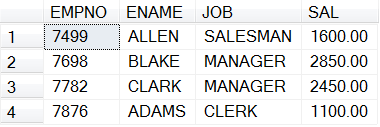 EMPNO ENAME JOB SAL
1 7499 ALLEN SALESMAN 1600.00
2 7698 BLAKE MANAGER 2850.00
3 7782 CLARK MANAGER 2450.00
4 7876 ADAMS CLERK 1100.00